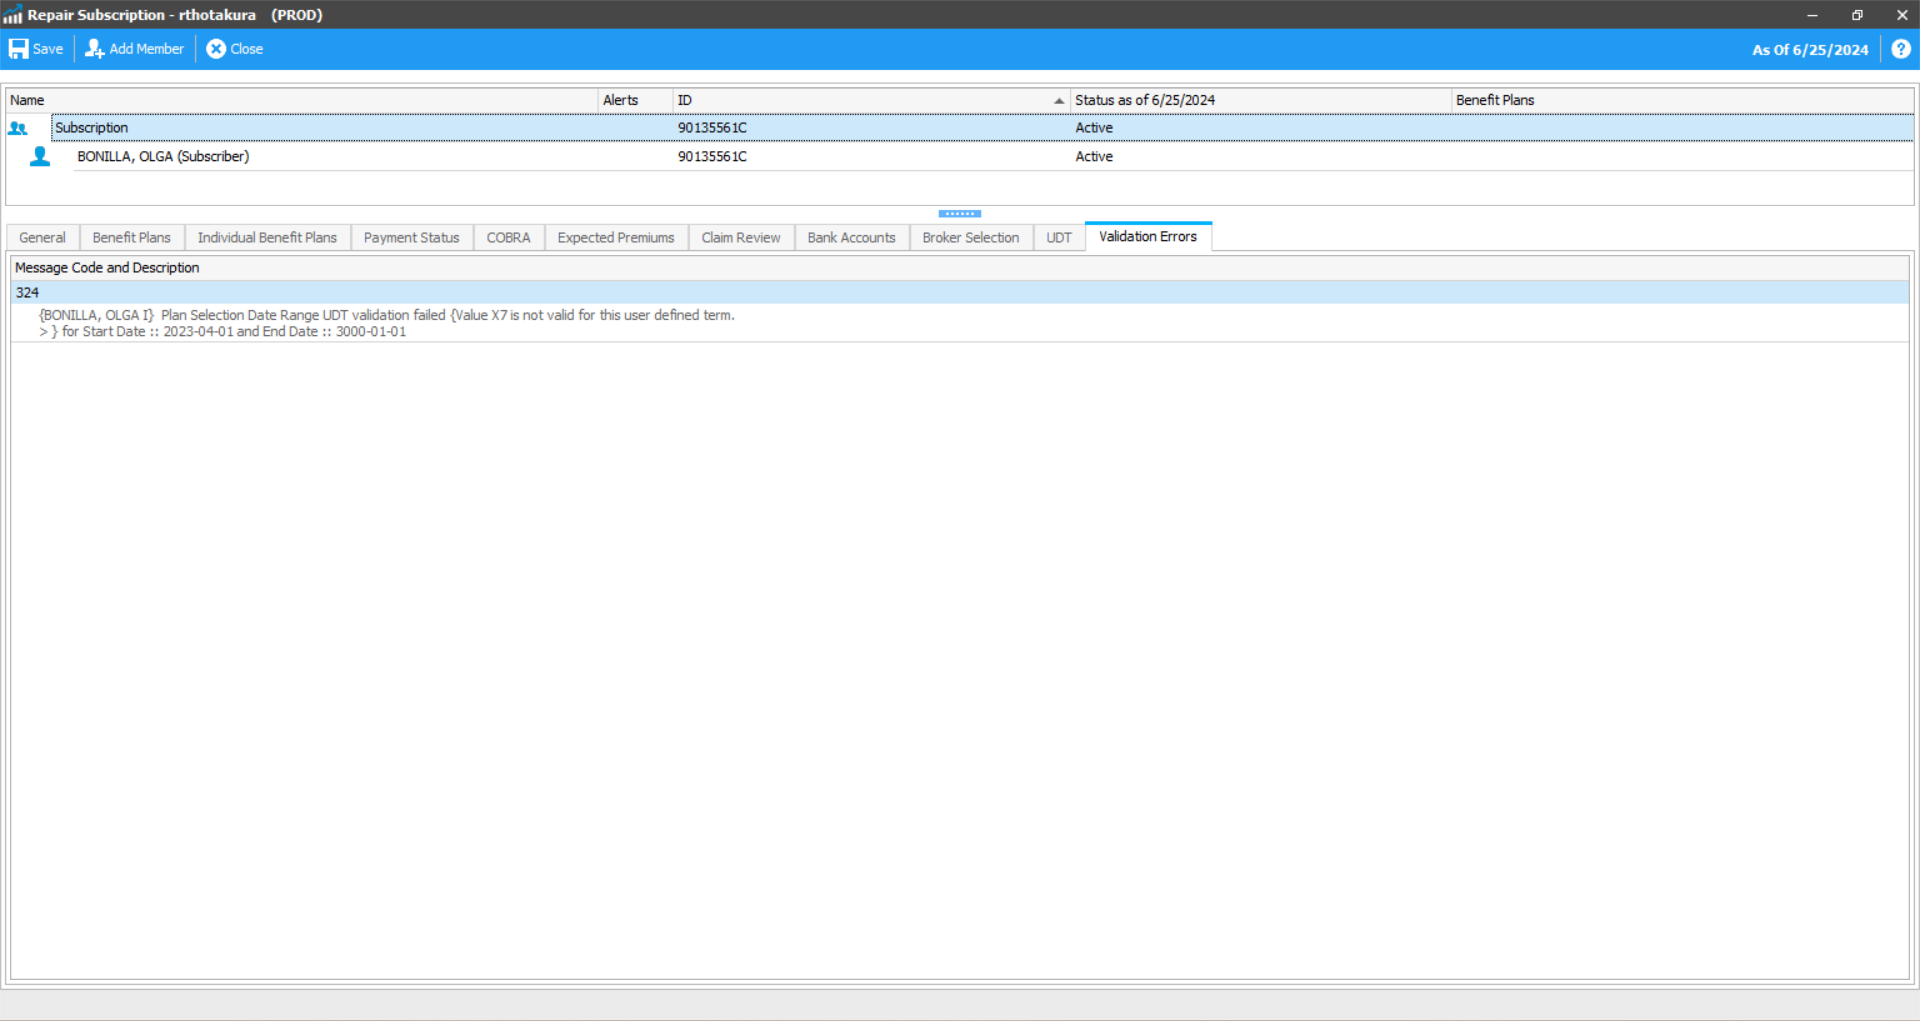 Repair Subscription - rthotakura (PROD)
Save Add Member Close As Of 6/25/2024 ?
Name Alerts ID Status as of 6/25/2024 Benefit Plans
Subscription 90135561C Active
BONILLA, OLGA (Subscriber) 90135561C Active
General Benefit Plans Individual Benefit Plans Payment Status COBRA Expected Premiums Claim Review Bank Accounts Broker Selection UDT Validation Errors
Message Code and Description
324
{BONILLA, OLGA I} Plan Selection Date Range UDT validation failed {Value X7 is not valid for this user defined term.
> } for Start Date :: 2023-04-01 and End Date :: 3000-01-01